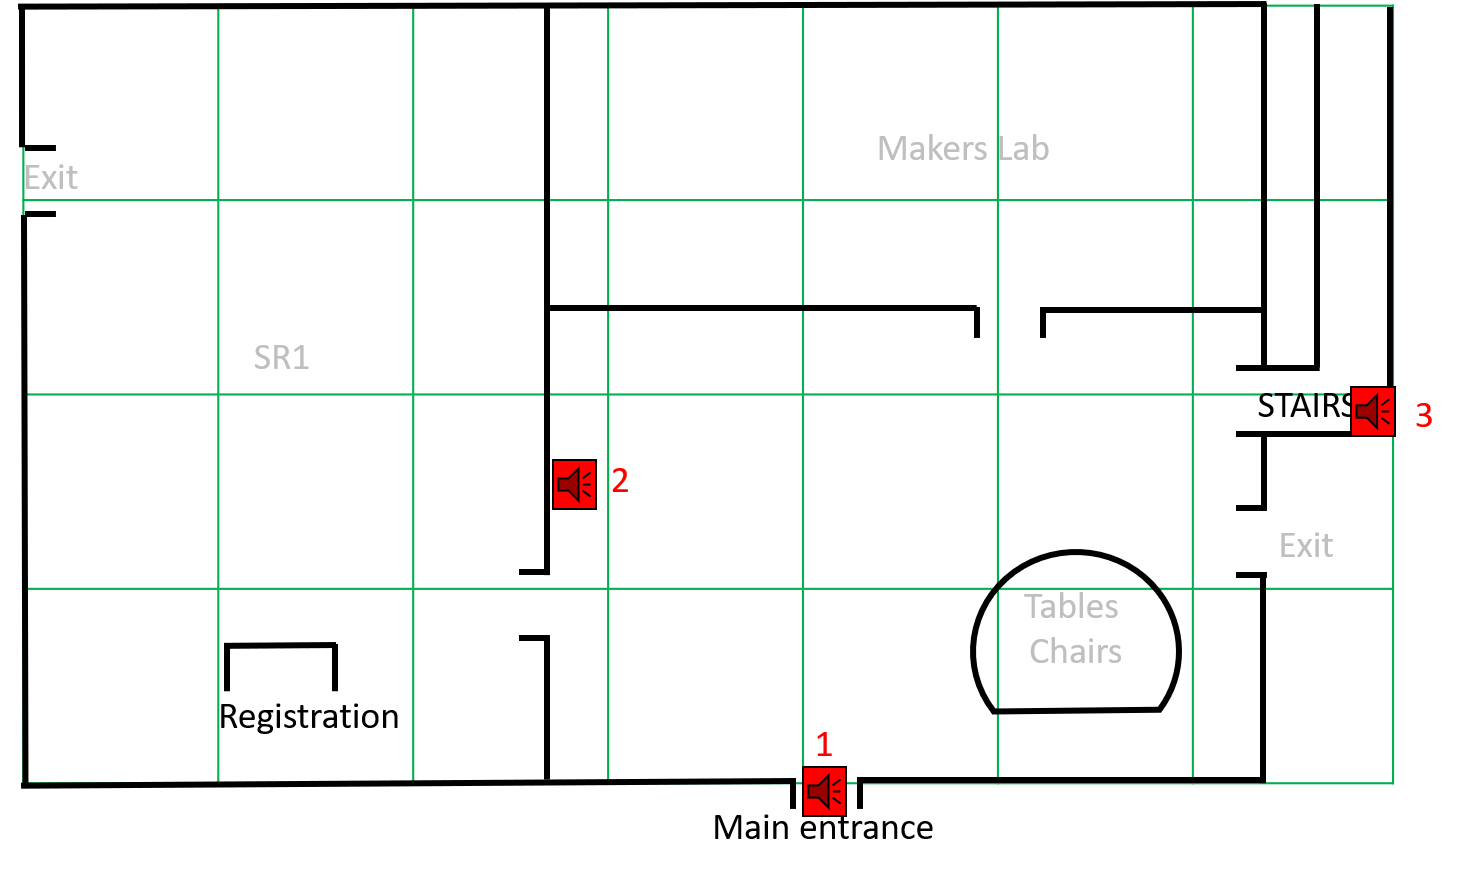 Makers Lab
Exit
SR1
STAIRS
3
2
Exit
Tables
Chairs
Registration
1
Main entrance